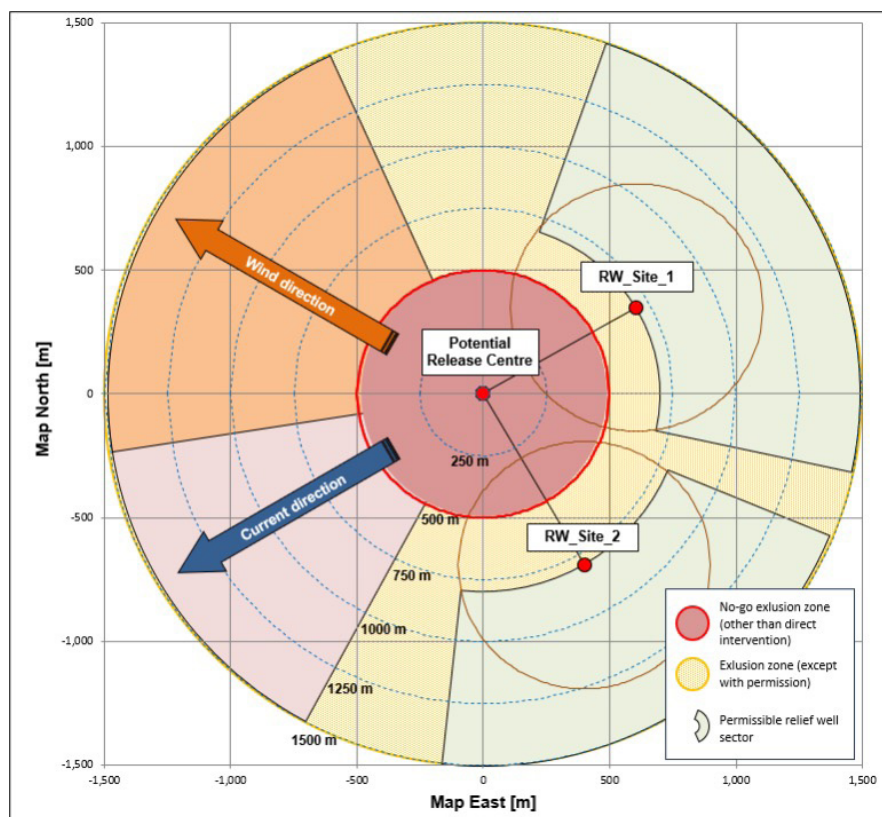 1,500
1,000
500
0
-500
-1,000
-1,500
Map North [m]
Wind direction
RW_Site_1
Potential
Release Centre
250 m
Current direction
500 m
RW_Site_2
750 m
1000 m
1250 m
1500 m
No-go exlusion zone
(other than direct
intervention)
Exlusion zone (except
with permission)
Permissible relief well
sector
-1,500
-1,000
-500
0
500
1,000
1,500
Map East [m]